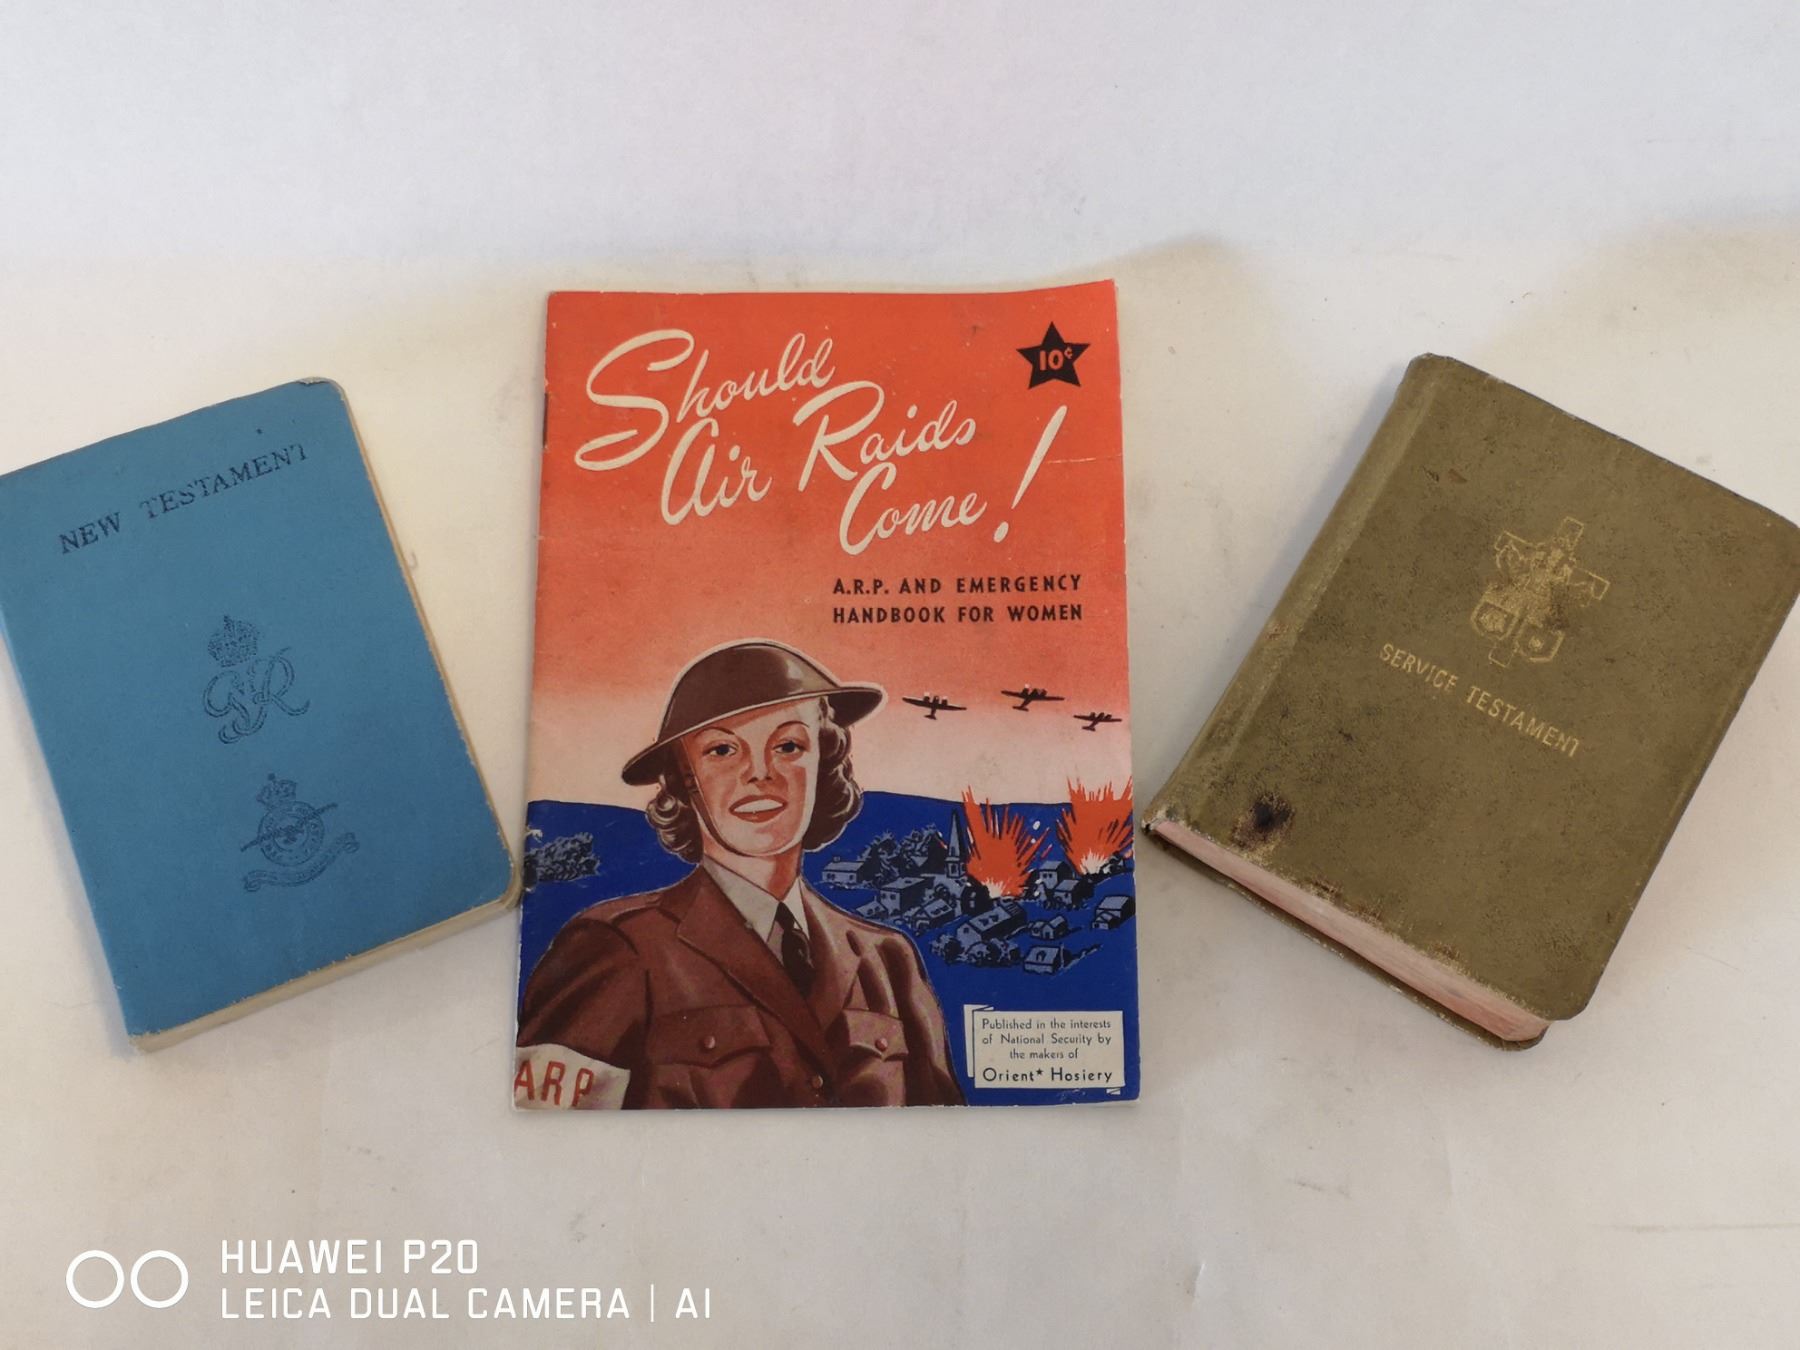 NEW TESTAMENT
GR
Should
Air Raids
Come!
10¢
A.R.P. AND EMERGENCY
HANDBOOK FOR WOMEN
ARP
Published in the interests
of National Security by
the makers of
Orient★ Hosiery
SERVICE TESTAMENT
HUAWEI P20
LEICA DUAL CAMERA | AI